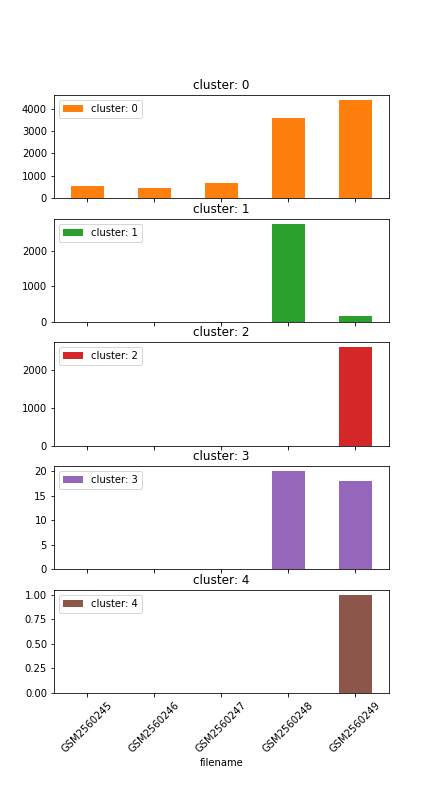 cluster: 0
4000
3000
2000
1000
0
cluster: 0
cluster: 1
2000
1000
0
cluster: 1
cluster: 2
2000
1000
0
cluster: 2
cluster: 3
20
15
10
5
0
cluster: 3
cluster: 4
1.00
0.75
0.50
0.25
0.00
cluster: 4
GSM2560245
GSM2560246
GSM2560247
GSM2560248
GSM2560249
filename